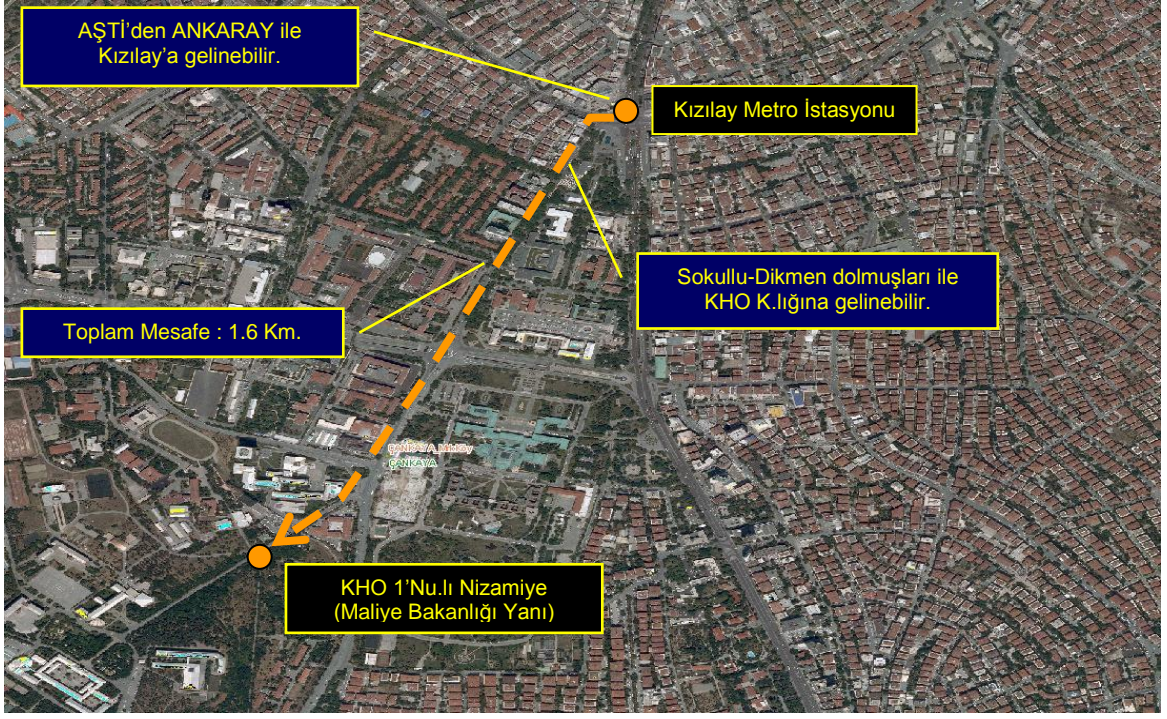 AŞTİ'den ANKARAY ile
Kızılay'a gelinebilir.
Kızılay Metro İstasyonu
Sokullu-Dikmen dolmuşları ile
KHO K.lığına gelinebilir.
Toplam Mesafe : 1.6 Km.
ÇANKAYA
KHO 1'Nu.lı Nizamiye
(Maliye Bakanlığı Yanı)